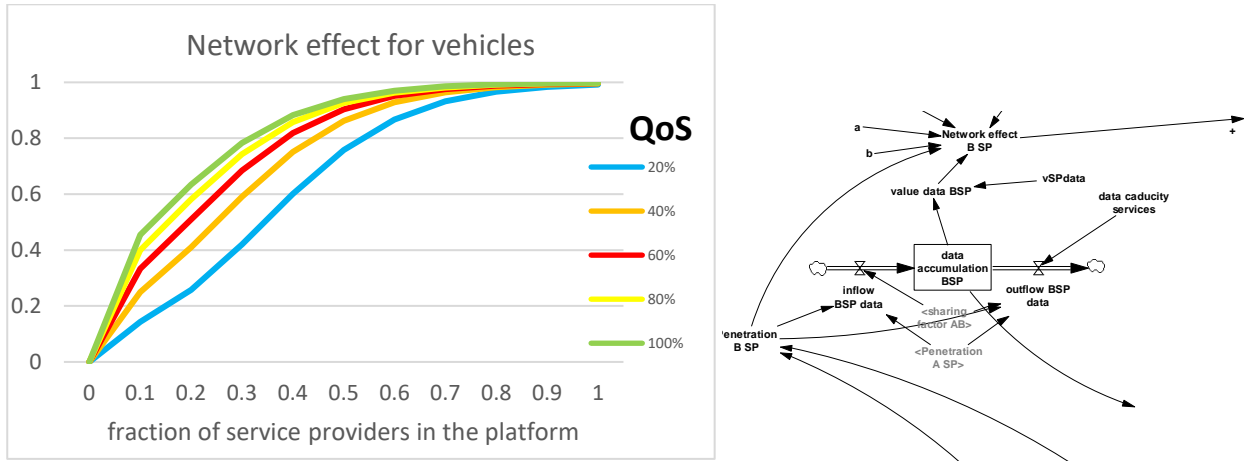 Network effect for vehicles
1
0.8
0.6
0.4
0.2
0
0 0.1 0.2 0.3 0.4 0.5 0.6 0.7 0.8 0.9 1
fraction of service providers in the platform
QoS
20%
40%
60%
80%
100%
a
b
Network effect
B SP
+
value data BSP
vSPdata
data caducity
services
data
accumulation
BSP
inflow
BSP data
outflow BSP
data
<sharing
factor AB>
<Penetration
A SP>
enetration
B SP